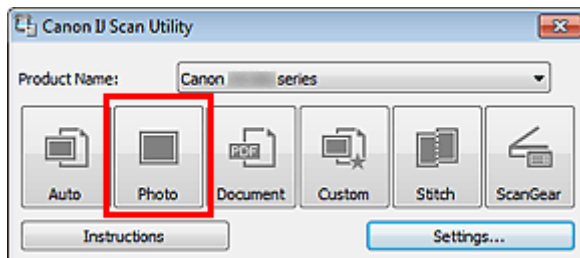 Canon IJ Scan Utility
Product Name: Canon series
Auto Photo PDF Document Custom Stitch ScanGear
Instructions Settings...